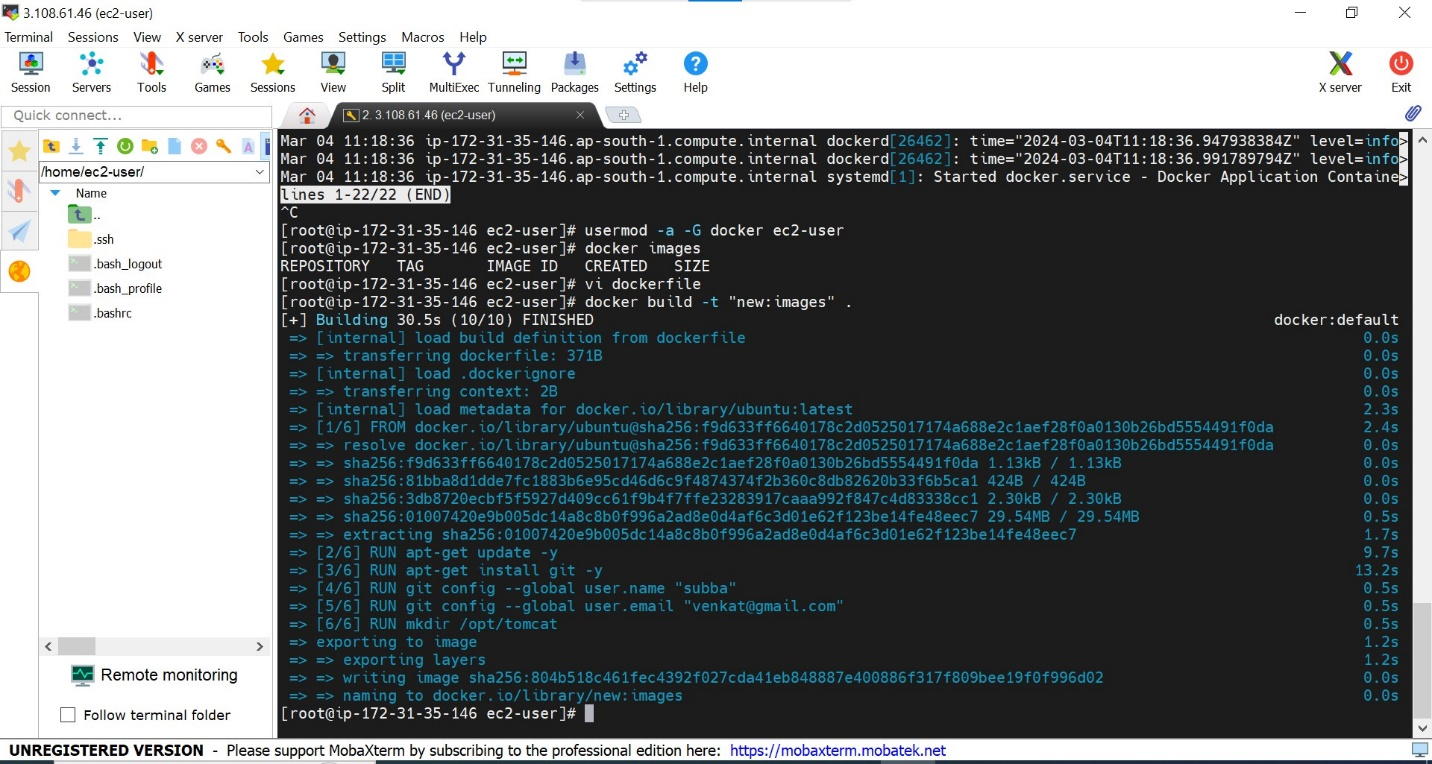 3.108.61.46 (ec2-user)
Terminal Sessions View X server Tools Games Settings Macros Help
Session Servers Tools Games Sessions View Split MultiExec Tunneling Packages Settings Help X server Exit
Quick connect...
2. 3.108.61.46 (ec2-user)
/home/ec2-user/
Name
..
.ssh
.bash_logout
.bash_profile
.bashrc
Remote monitoring
Follow terminal folder
Mar 04 11:18:36 ip-172-31-35-146.ap-south-1.compute.internal dockerd[26462]: time="2024-03-04T11:18:36.947938384Z" level=info>
Mar 04 11:18:36 ip-172-31-35-146.ap-south-1.compute.internal dockerd[26462]: time="2024-03-04T11:18:36.991789794Z" level=info>
Mar 04 11:18:36 ip-172-31-35-146.ap-south-1.compute.internal systemd[1]: Started docker.service - Docker Application Containe>
lines 1-22/22 (END)
^C
[root@ip-172-31-35-146 ec2-user]# usermod -a -G docker ec2-user
[root@ip-172-31-35-146 ec2-user]# docker images
REPOSITORY TAG IMAGE ID CREATED SIZE
[root@ip-172-31-35-146 ec2-user]# vi dockerfile
[root@ip-172-31-35-146 ec2-user]# docker build -t "new:images" .
[+] Building 30.5s (10/10) FINISHED docker:default
=> [internal] load build definition from dockerfile 0.0s
=> => transferring dockerfile: 371B 0.0s
=> [internal] load .dockerignore 0.0s
=> => transferring context: 2B 0.0s
=> [internal] load metadata for docker.io/library/ubuntu:latest 2.3s
=> [1/6] FROM docker.io/library/ubuntu@sha256:f9d633ff6640178c2d0525017174a688e2c1aef28f0a0130b26bd5554491f0da 2.4s
=> => resolve docker.io/library/ubuntu@sha256:f9d633ff6640178c2d0525017174a688e2c1aef28f0a0130b26bd5554491f0da 0.0s
=> => sha256:f9d633ff6640178c2d0525017174a688e2c1aef28f0a0130b26bd5554491f0da 1.13kB / 1.13kB 0.0s
=> => sha256:81bba8d1dde7fc1883b6e95cd46d6c9f4874374f2b360c8db82620b33f6b5ca1 424B / 424B 0.0s
=> => sha256:3db8720ecbf5f5927d409cc61f9b4f7ffe23283917caaa992f847c4d83338cc1 2.30kB / 2.30kB 0.0s
=> => sha256:01007420e9b005dc14a8c8b0f996a2ad8e0d4af6c3d01e62f123be14fe48eec7 29.54MB / 29.54MB 0.5s
=> => extracting sha256:01007420e9b005dc14a8c8b0f996a2ad8e0d4af6c3d01e62f123be14fe48eec7 1.7s
=> [2/6] RUN apt-get update -y 9.7s
=> [3/6] RUN apt-get install git -y 13.2s
=> [4/6] RUN git config --global user.name "subba" 0.5s
=> [5/6] RUN git config --global user.email "venkat@gmail.com" 0.5s
=> [6/6] RUN mkdir /opt/tomcat 0.5s
=> exporting to image 1.2s
=> => exporting layers 1.2s
=> => writing image sha256:804b518c461fec4392f027cda41eb848887e400886f317f809bee19f0f996d02 0.0s
=> => naming to docker.io/library/new:images 0.0s
[root@ip-172-31-35-146 ec2-user]#
UNREGISTERED VERSION - Please support MobaXterm by subscribing to the professional edition here: https://mobaxterm.mobatek.net